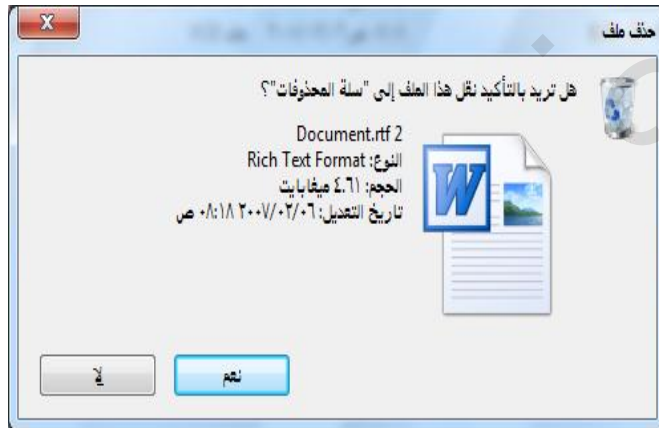 حذف ملف
هل تريد بالتأكيد نقل هذا الملف إلى "سلة المحذوفات"؟
Document.rtf 2
النوع: Rich Text Format
الحجم: ٤.٦١ ميغابايت
تاريخ التعديل: ٢٠٠٧/٠٢/٠٦ ٠٨:١٨ ص
نعم
لا